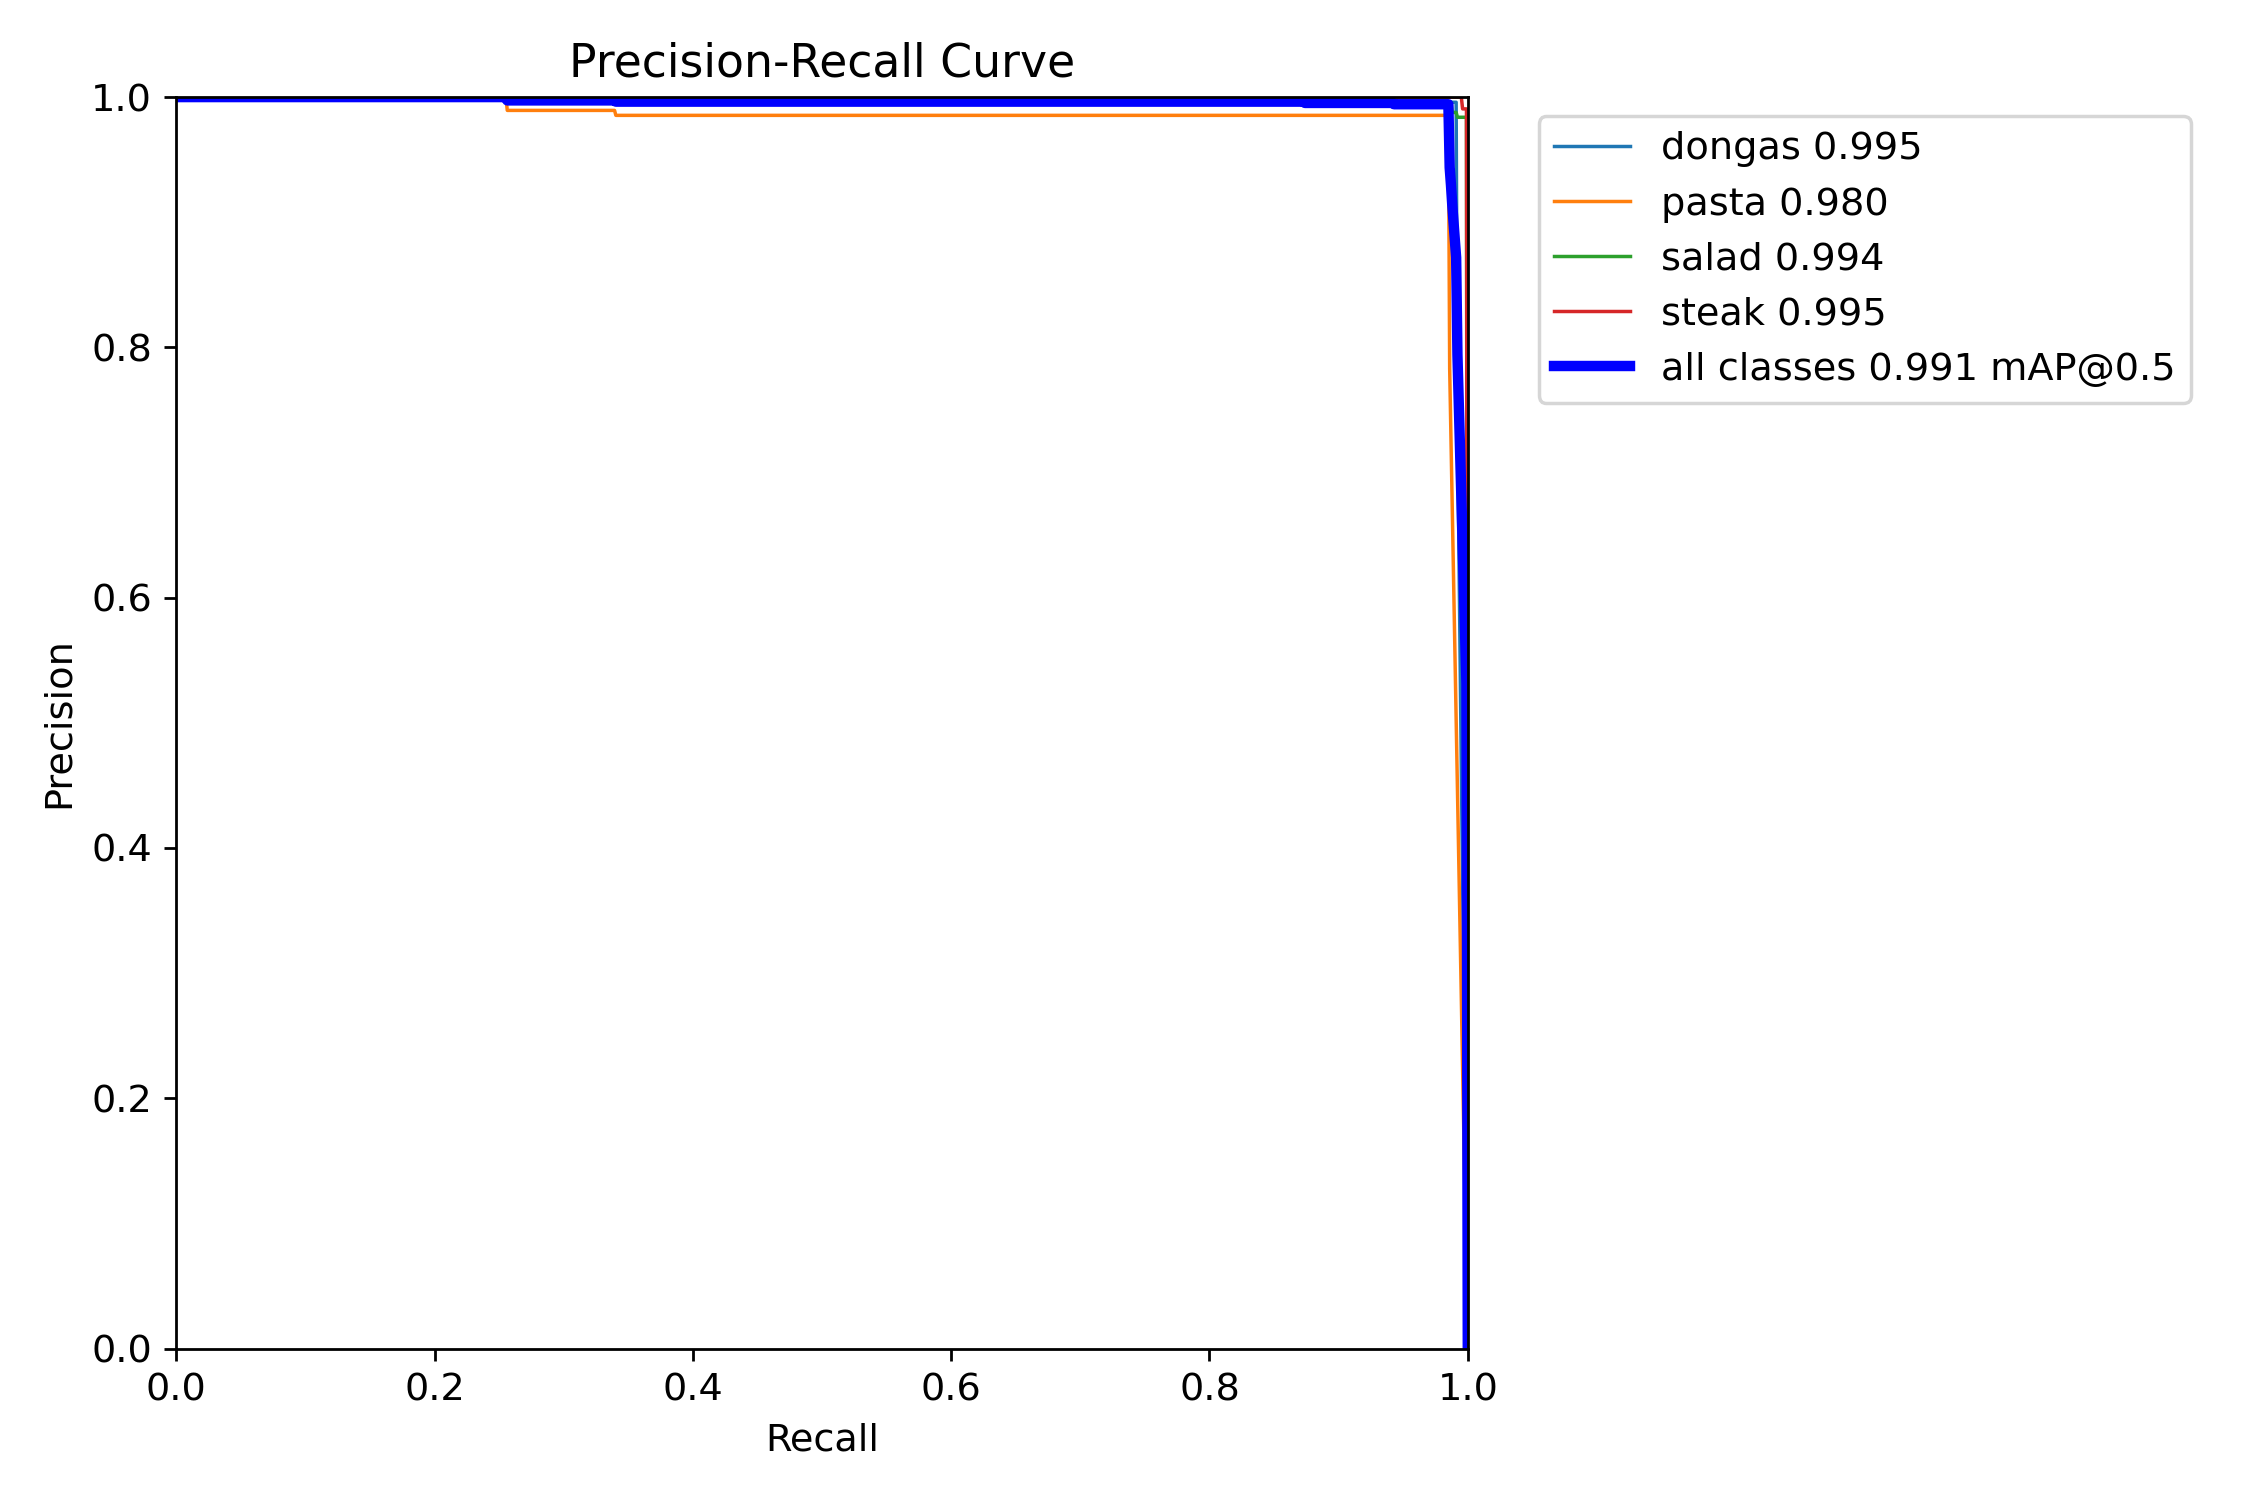 Precision-Recall Curve
1.0
0.8
0.6
0.4
0.2
0.0
Precision
0.0 0.2 0.4 0.6 0.8 1.0
Recall
dongas 0.995
pasta 0.980
salad 0.994
steak 0.995
all classes 0.991 mAP@0.5